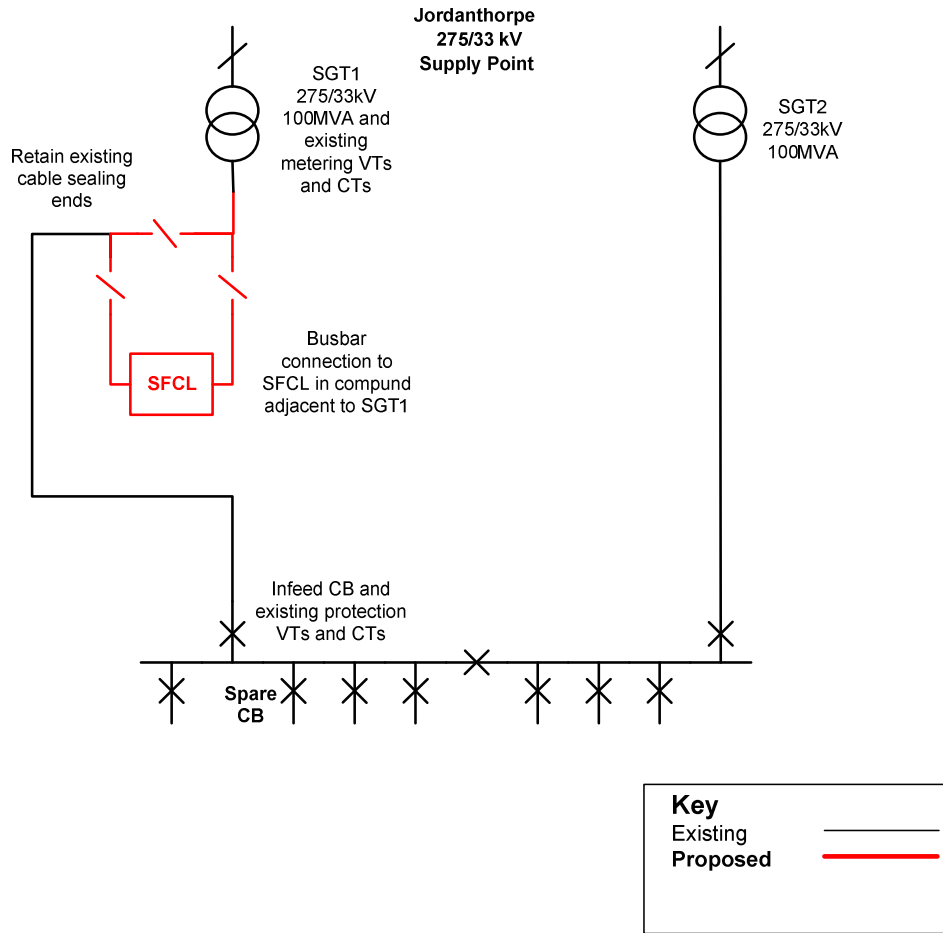 Jordanthorpe
275/33 kV
Supply Point
SGT1
275/33kV
100MVA and
existing
metering VTs
and CTs
SGT2
275/33kV
100MVA
Retain existing
cable sealing
ends
Busbar
connection to
SFCL in compund
adjacent to SGT1
SFCL
Infeed CB and
existing protection
VTs and CTs
Spare
CB
Key
Existing
Proposed